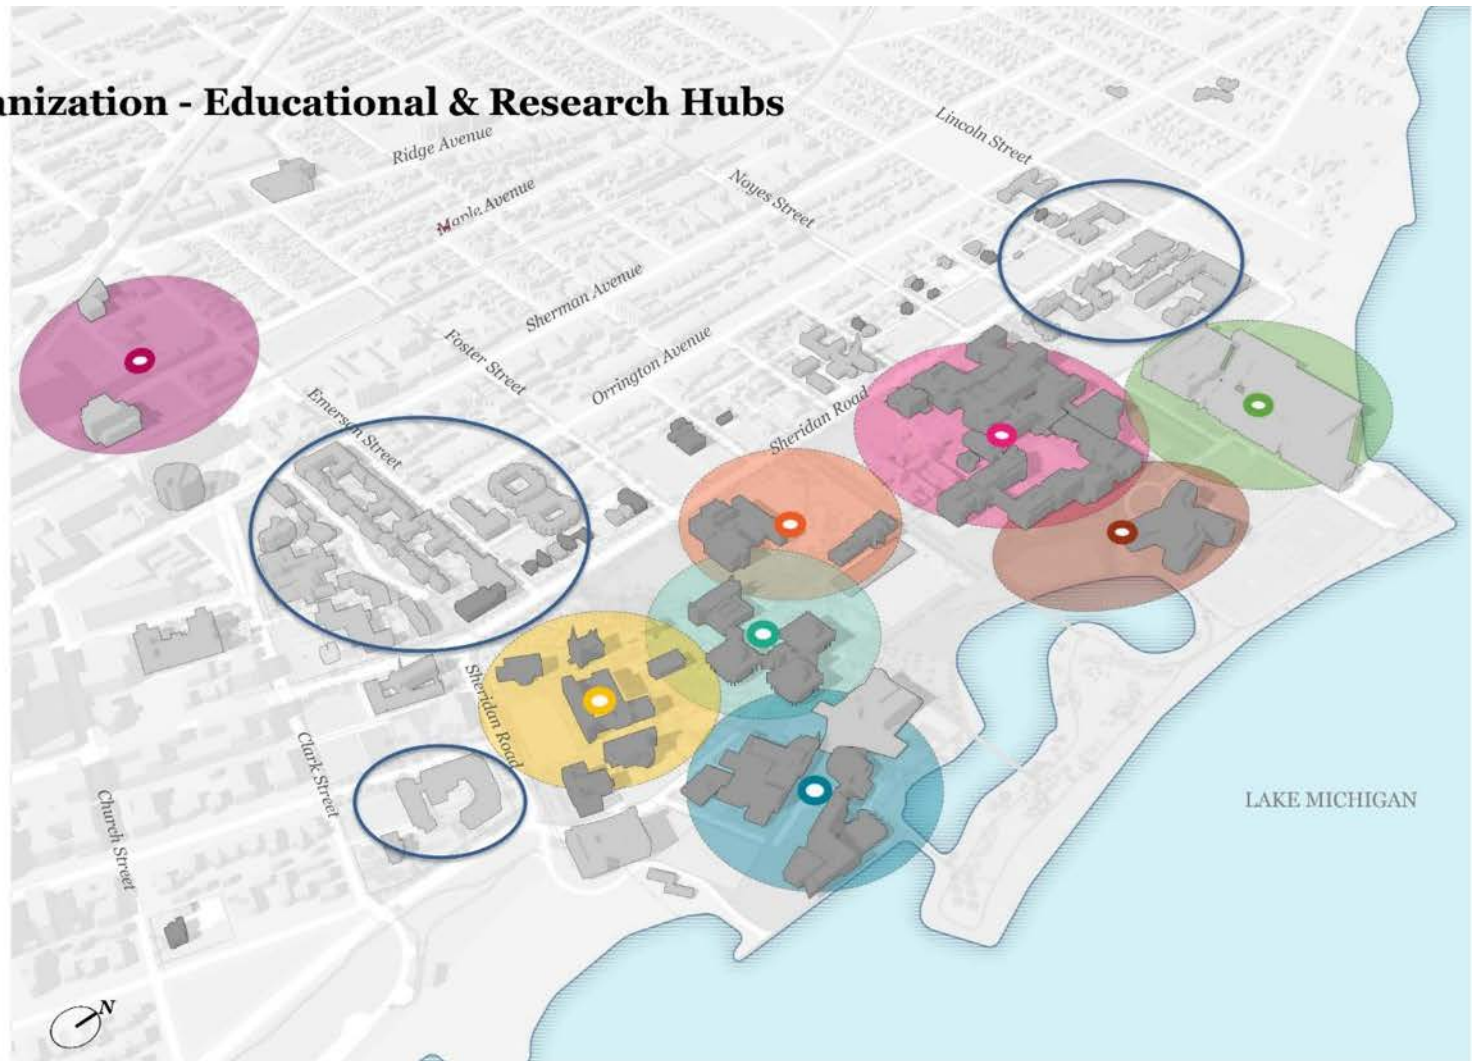 anization - Educational & Research Hubs
Lincoln Street
Ridge Avenue
Noyes Street
Maple Avenue
Sherman Avenue
Foster Street
Orrington Avenue
Sheridan Road
Emerson Street
Sheridan Road
Clark Street
Church Street
LAKE MICHIGAN
N